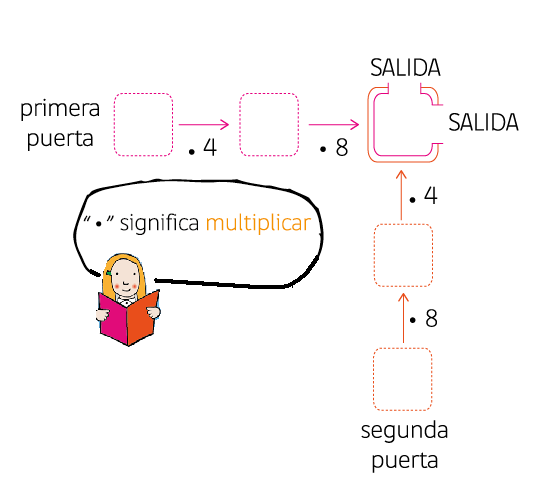 SALIDA
primera
puerta
SALIDA
• 4
• 8
• 4
“•” significa multiplicar
• 8
segunda
puerta